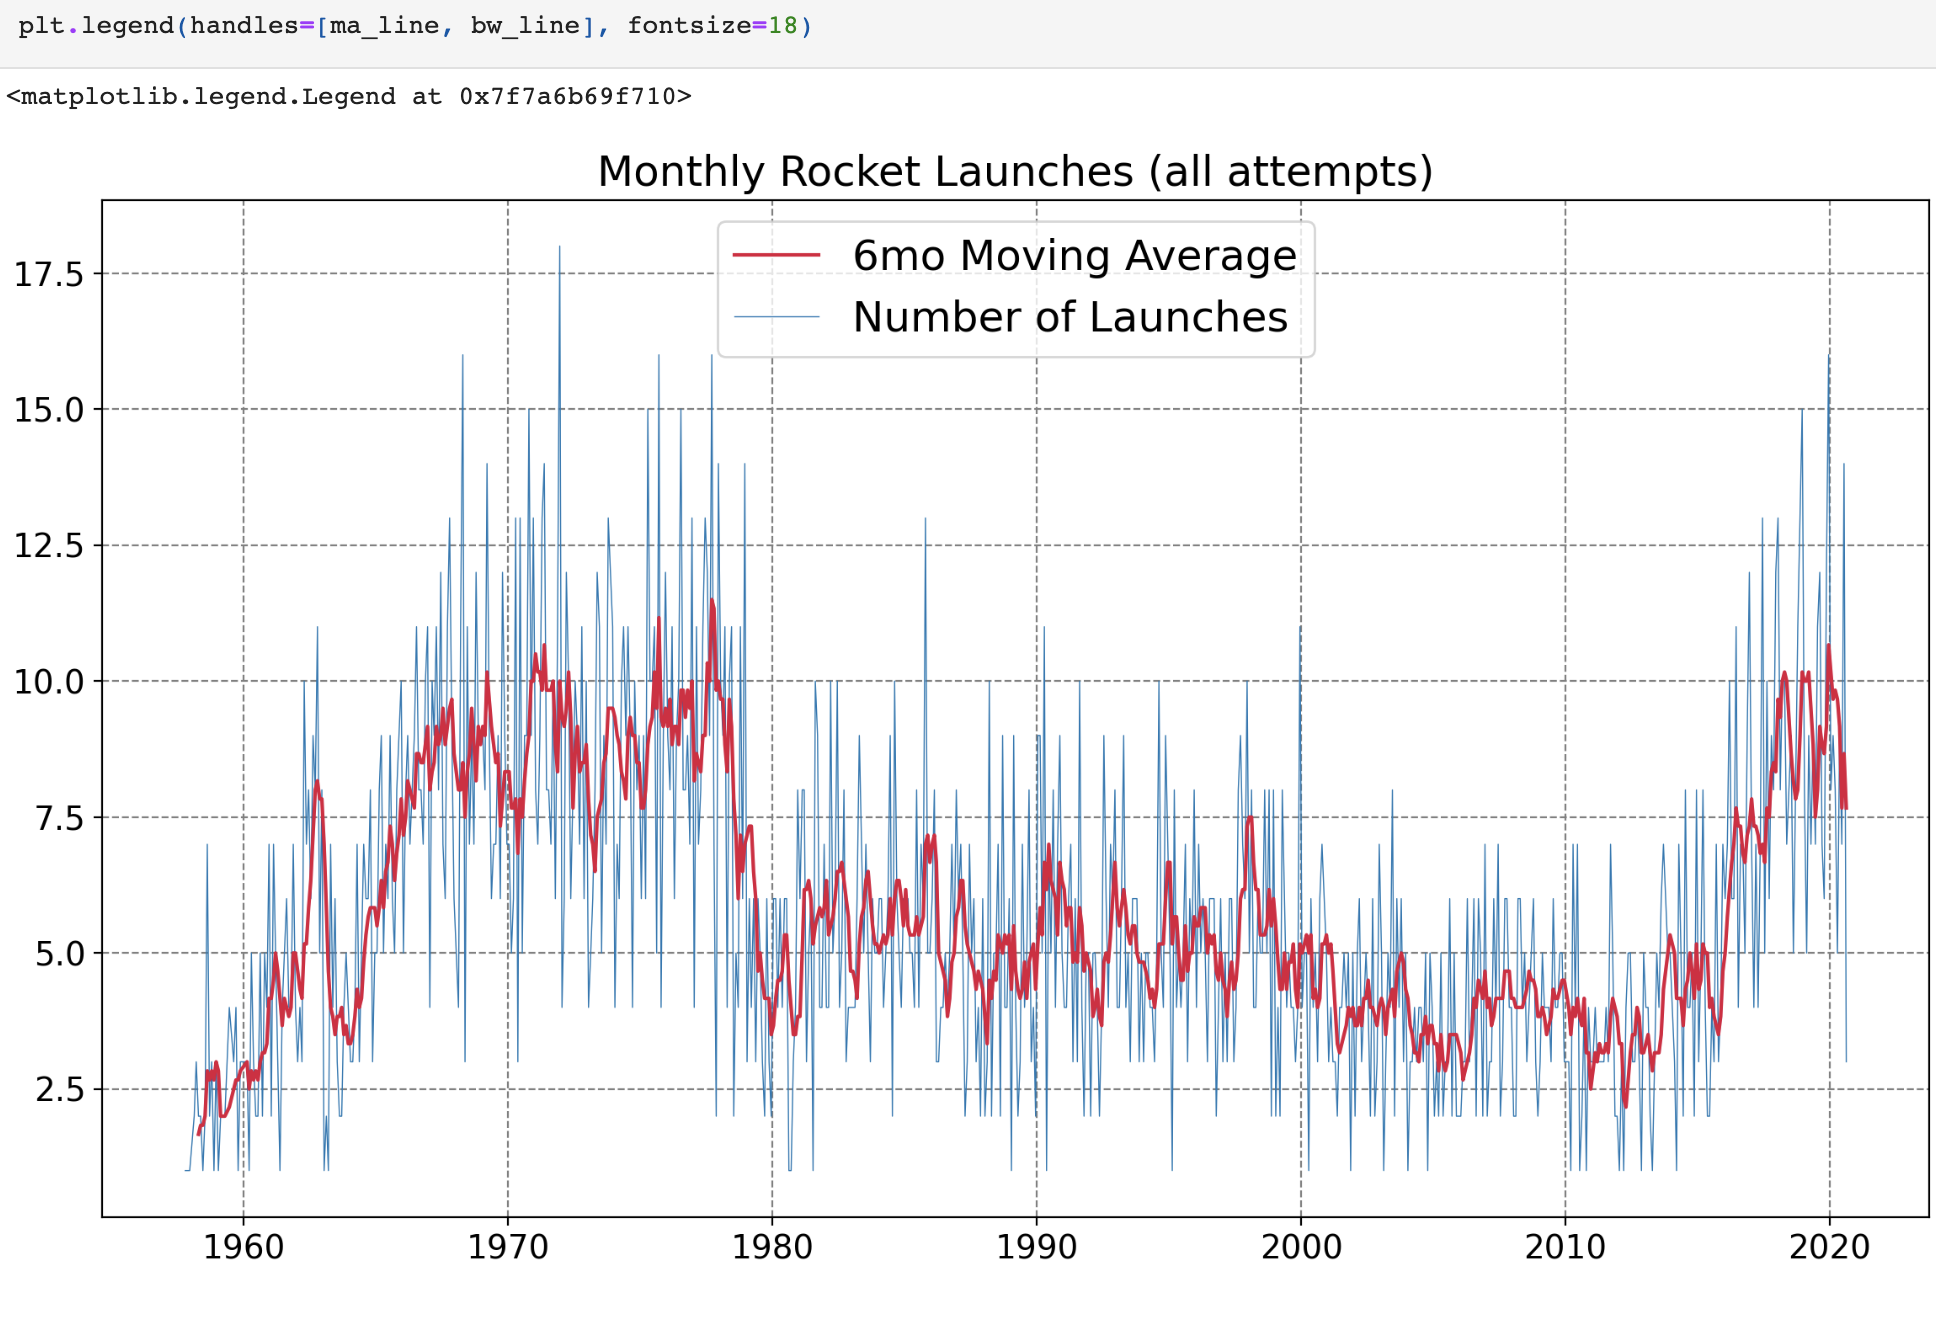 plt.legend(handles=[ma_line, bw_line], fontsize=18)
<matplotlib.legend.Legend at 0x7f7a6b69f710>
Monthly Rocket Launches (all attempts)
6mo Moving Average
Number of Launches
17.5
15.0
12.5
10.0
7.5
5.0
2.5
1960 1970 1980 1990 2000 2010 2020